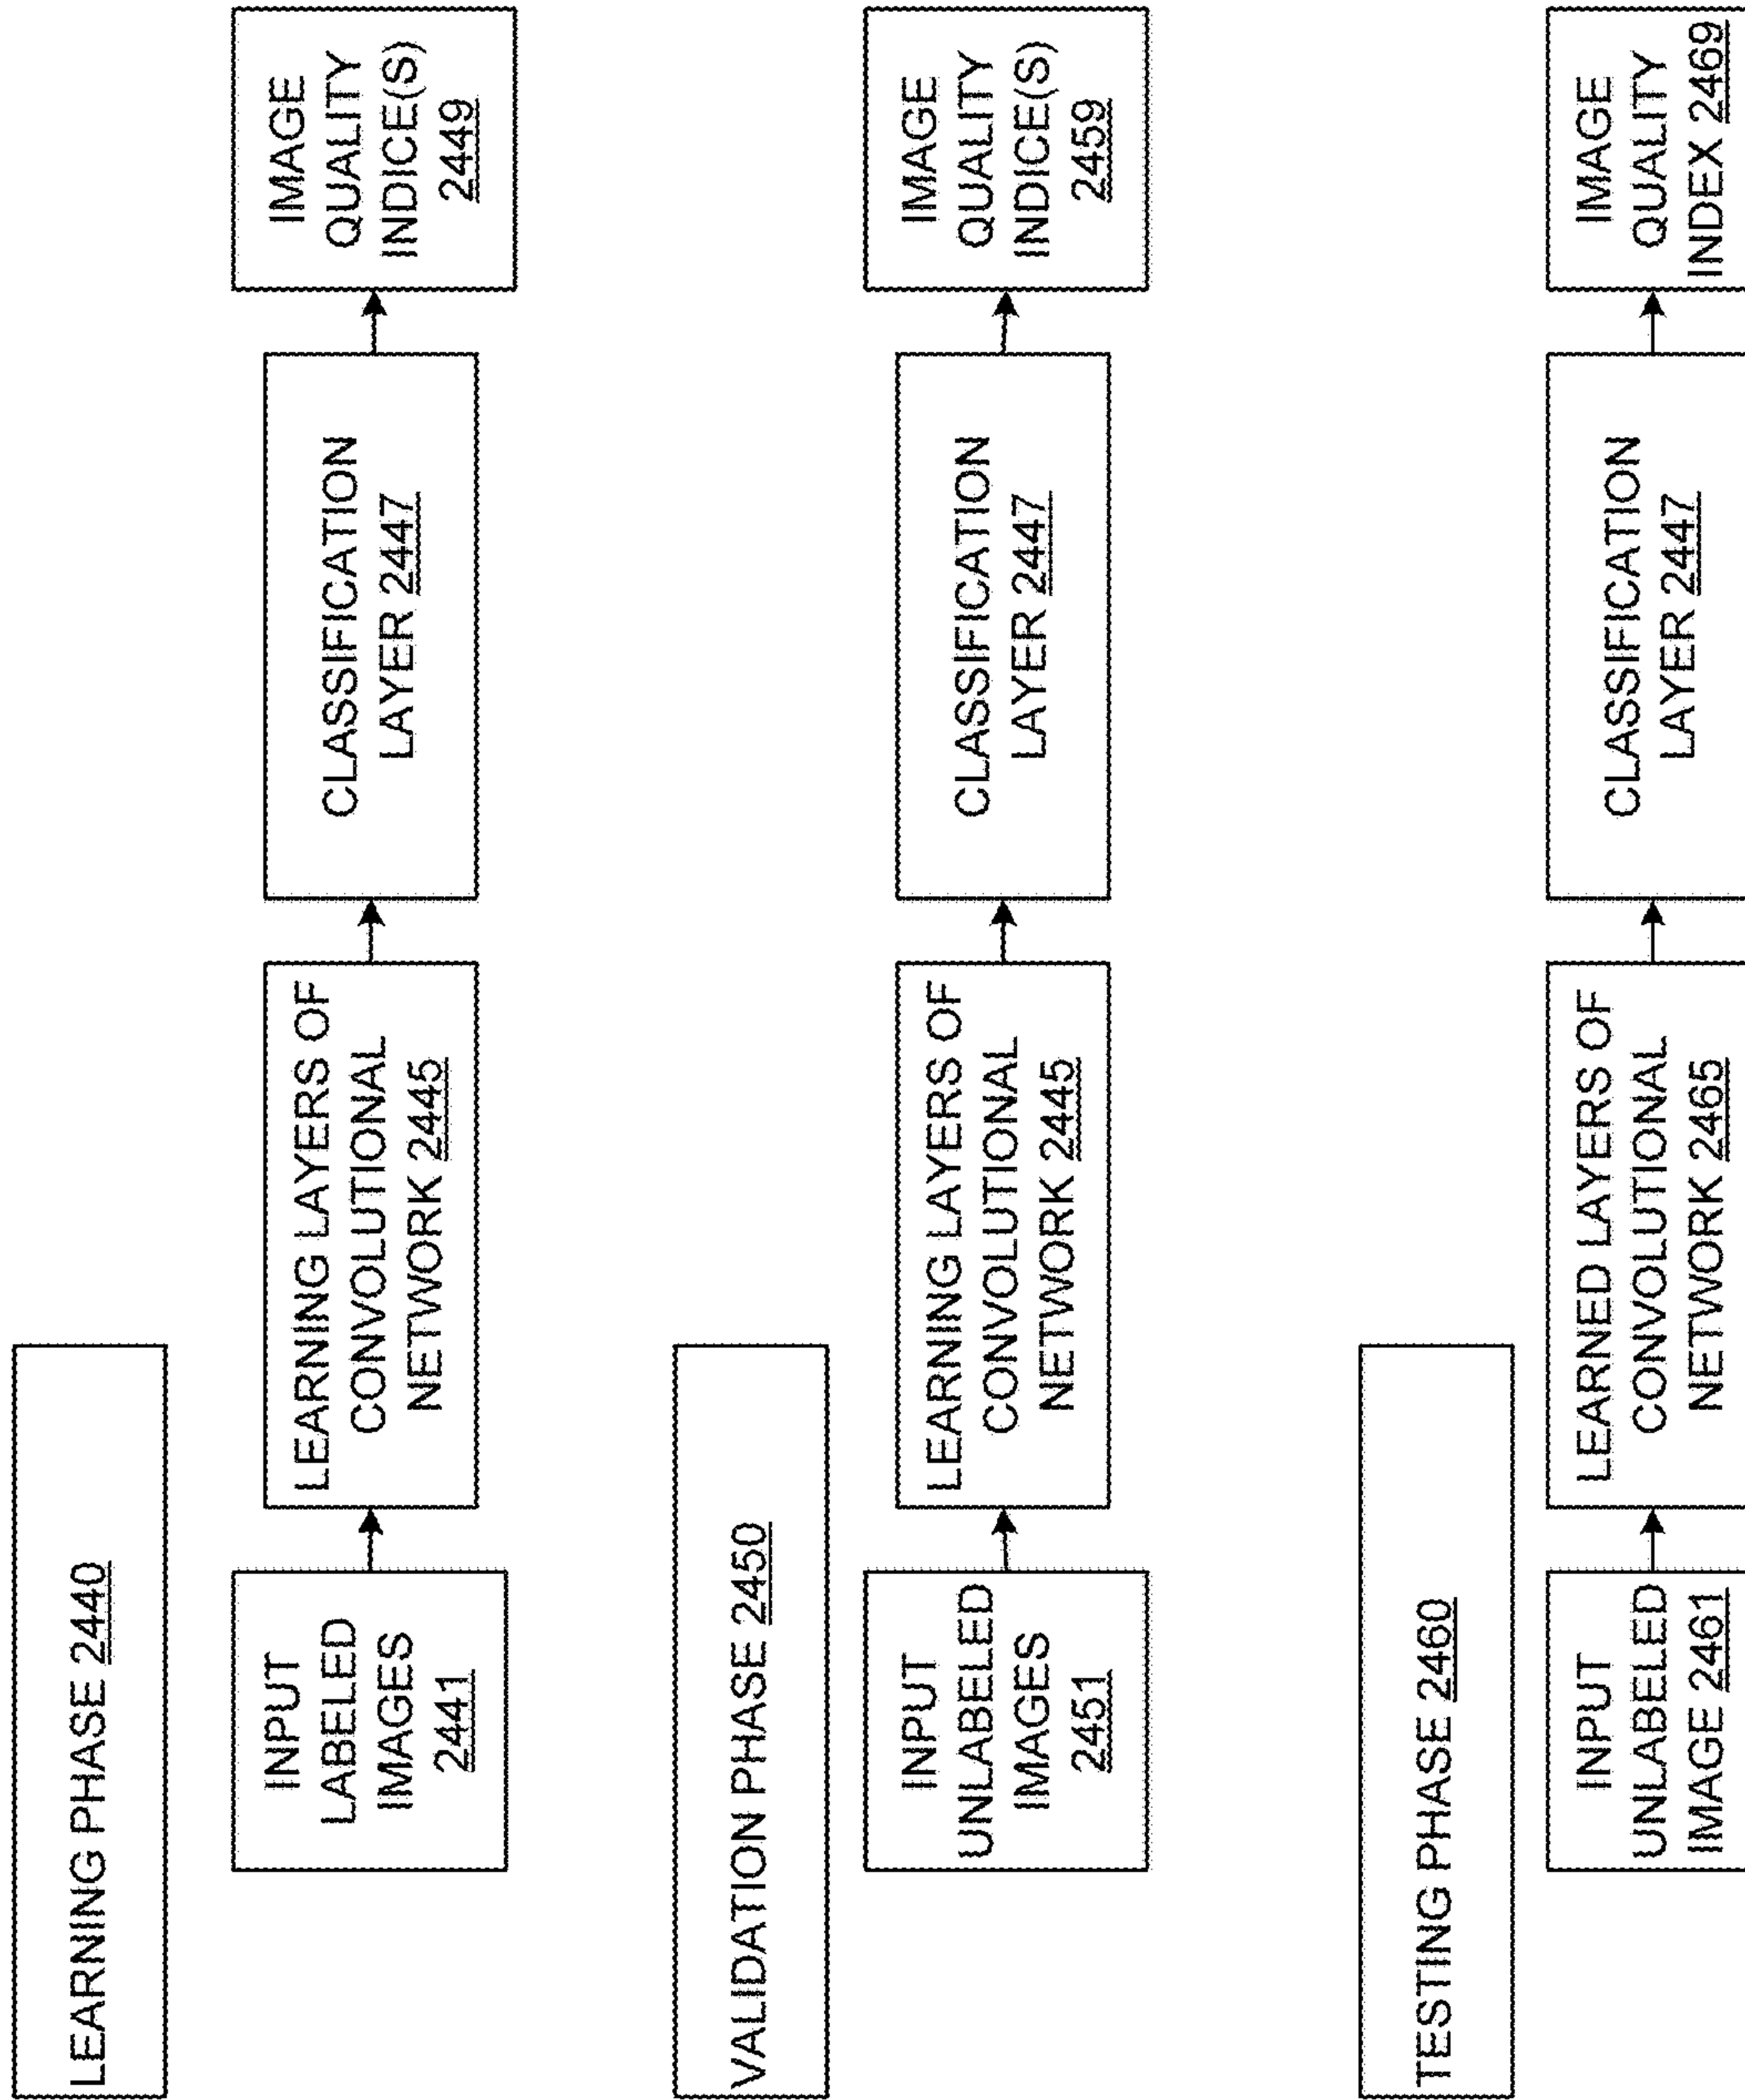 LEARNING PHASE 2440
INPUT
LABELED
IMAGES
2441
LEARNING LAYERS OF
CONVOLUTIONAL
NETWORK 2445
CLASSIFICATION
LAYER 2447
IMAGE
QUALITY
INDICE(S)
2449
VALIDATION PHASE 2450
INPUT
UNLABELED
IMAGES
2451
LEARNING LAYERS OF
CONVOLUTIONAL
NETWORK 2445
CLASSIFICATION
LAYER 2447
IMAGE
QUALITY
INDICE(S)
2459
TESTING PHASE 2460
INPUT
UNLABELED
IMAGE 2461
LEARNED LAYERS OF
CONVOLUTIONAL
NETWORK 2465
CLASSIFICATION
LAYER 2447
IMAGE
QUALITY
INDEX 2469